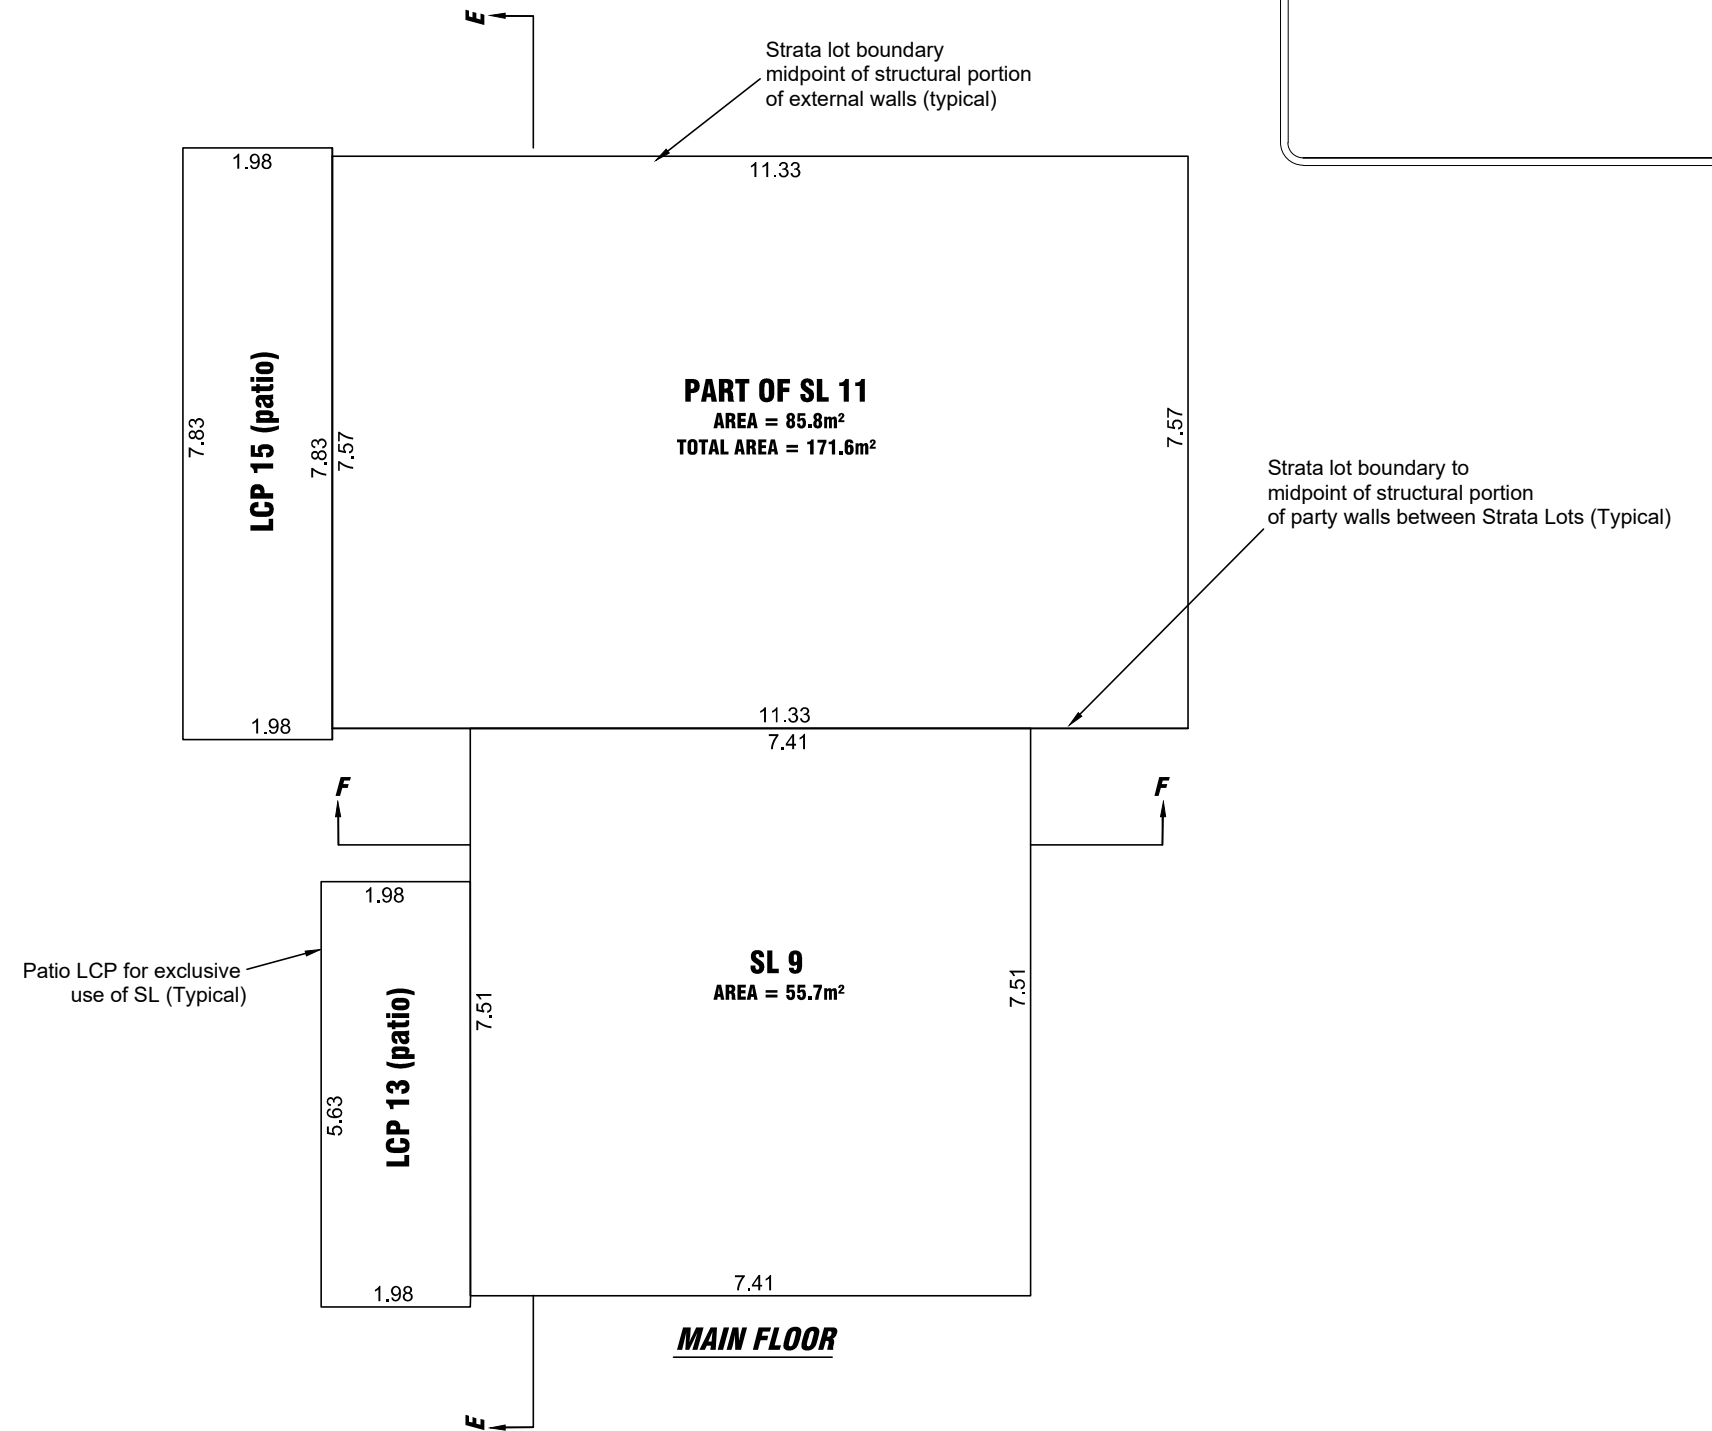 E
Strata lot boundary
midpoint of structural portion
of external walls (typical)
1.98
11.33
7.83
LCP 15 (patio)
7.83
7.57
PART OF SL 11
AREA = 85.8m²
TOTAL AREA = 171.6m²
7.57
Strata lot boundary to
midpoint of structural portion
of party walls between Strata Lots (Typical)
1.98
11.33
7.41
F
F
1.98
Patio LCP for exclusive
use of SL (Typical)
5.63
LCP 13 (patio)
7.51
SL 9
AREA = 55.7m²
7.51
1.98
7.41
MAIN FLOOR
E